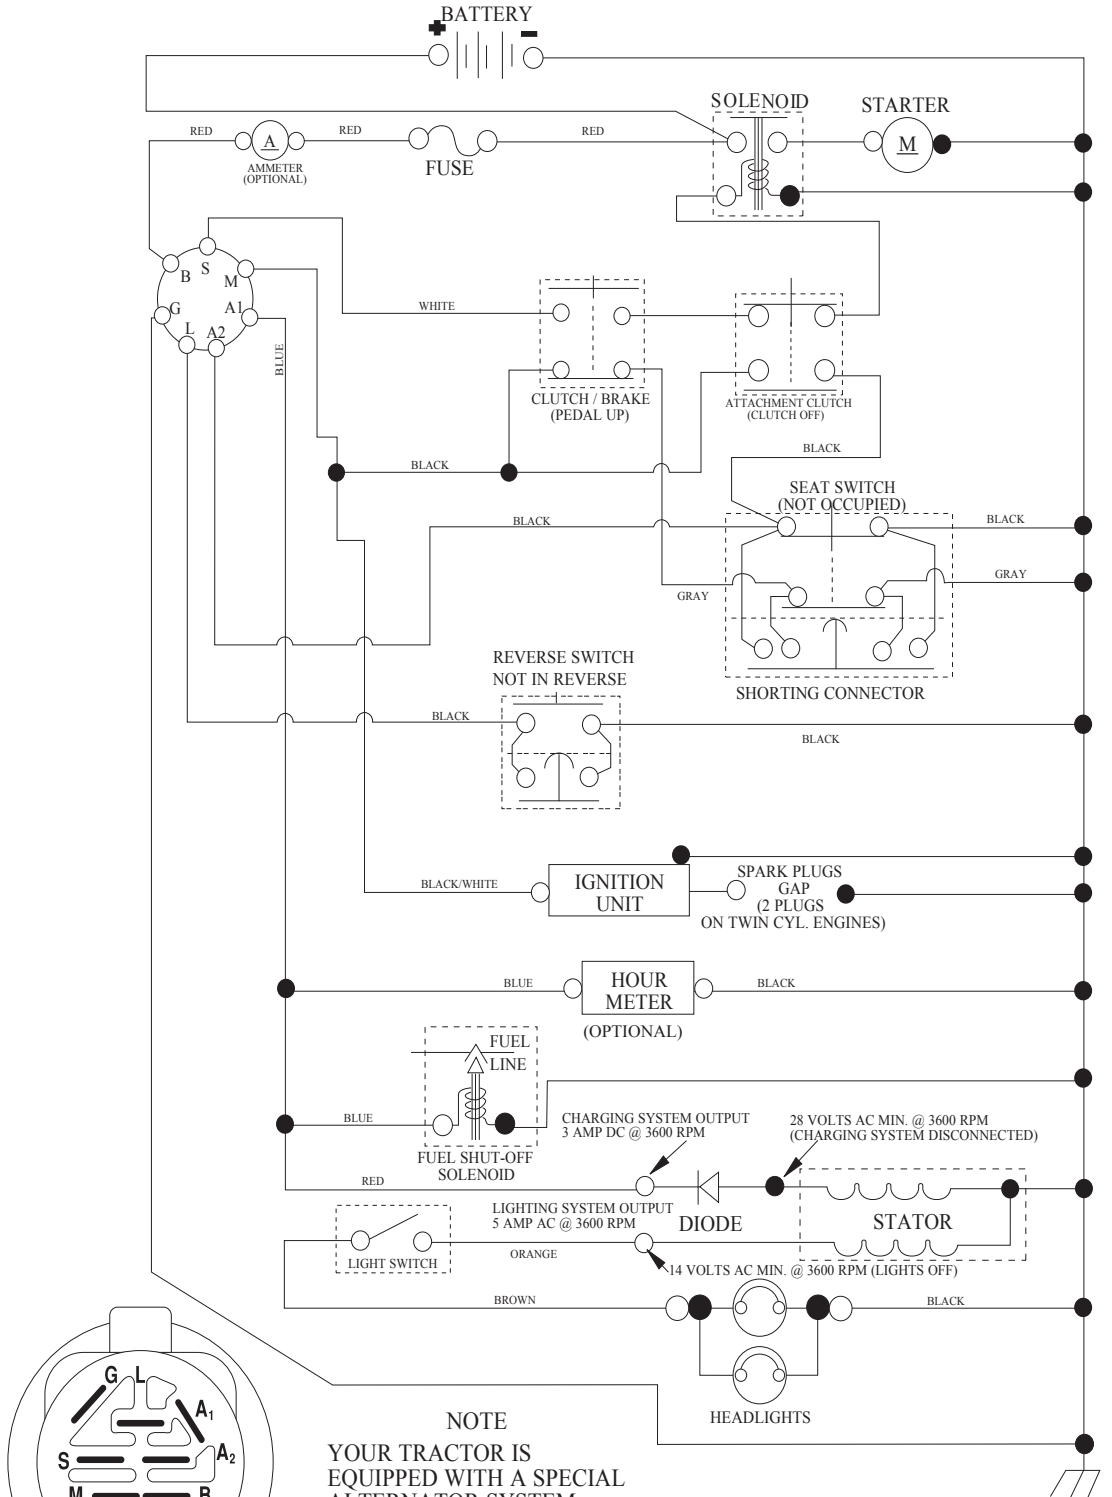 BATTERY
SOLENOID
STARTER
RED
RED
RED
A
M
AMMETER
(OPTIONAL)
FUSE
B
S
M
G
A1
L
A2
WHITE
BLUE
CLUTCH / BRAKE
(PEDAL UP)
ATTACHMENT CLUTCH
(CLUTCH OFF)
BLACK
BLACK
SEAT SWITCH
(NOT OCCUPIED)
BLACK
BLACK
GRAY
GRAY
SHORTING CONNECTOR
REVERSE SWITCH
NOT IN REVERSE
BLACK
BLACK
BLACK/WHITE
IGNITION
UNIT
SPARK PLUGS
GAP
(2 PLUGS
ON TWIN CYL. ENGINES)
BLUE
HOUR
METER
BLACK
(OPTIONAL)
FUEL
LINE
BLUE
FUEL SHUT-OFF
SOLENOID
CHARGING SYSTEM OUTPUT
3 AMP DC @ 3600 RPM
28 VOLTS AC MIN. @ 3600 RPM
(CHARGING SYSTEM DISCONNECTED)
RED
LIGHTING SYSTEM OUTPUT
5 AMP AC @ 3600 RPM
DIODE
STATOR
LIGHT SWITCH
ORANGE
14 VOLTS AC MIN. @ 3600 RPM (LIGHTS OFF)
BROWN
BLACK
HEADLIGHTS
G
L
A1
A2
S
M
B
NOTE
YOUR TRACTOR IS
EQUIPPED WITH A SPECIAL
ALTERNATOR SYSTEM